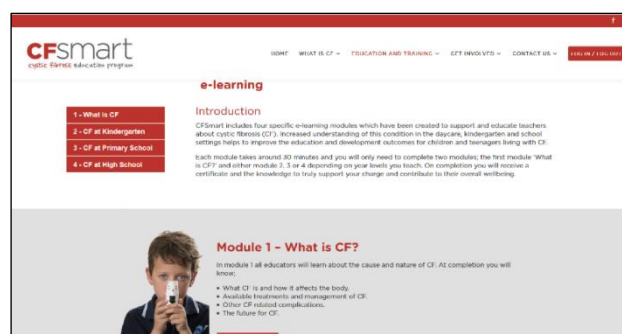 f
CFSmart
cystic fibrosis education program
HOME WHAT IS CF EDUCATION AND TRAINING GET INVOLVED CONTACT US LOG IN / LOG OUT
e-learning
1 - What is CF
2 - CF at Kindergarten
3 - CF at Primary School
4 - CF at High School
Introduction
CFSmart includes four specific e-learning modules which have been created to support and educate teachers
about cystic fibrosis (CF). Increased understanding of this condition in the daycare, kindergarten and school
settings helps to improve the education and development outcomes for children and teenagers living with CF.
Each module takes around 30 minutes and you will only need to complete two modules; the first module 'What
is CF?' and either module 2, 3 or 4 depending on year levels you teach. On completion you will receive a
certificate and the knowledge to truly support your charge and contribute to their overall wellbeing.
Module 1 – What is CF?
In module 1 all educators will learn about the cause and nature of CF. At completion you will
know;
• What CF is and how it affects the body.
• Available treatments and management of CF.
• Other CF related complications.
• The future for CF.